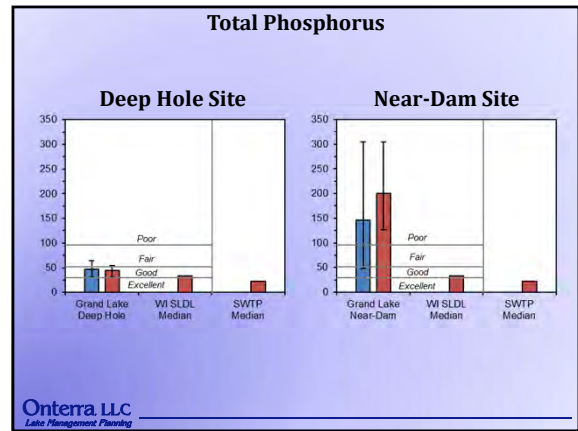 Total Phosphorus
Deep Hole Site
350
300
250
200
150
100
50
0
Poor
Fair
Good
Excellent
Grand Lake
Deep Hole
WI SLDL
Median
SWTP
Median
Near-Dam Site
350
300
250
200
150
100
50
0
Poor
Fair
Good
Excellent
Grand Lake
Near-Dam
WI SLDL
Median
SWTP
Median
Onterra LLC
Lake Management Planning